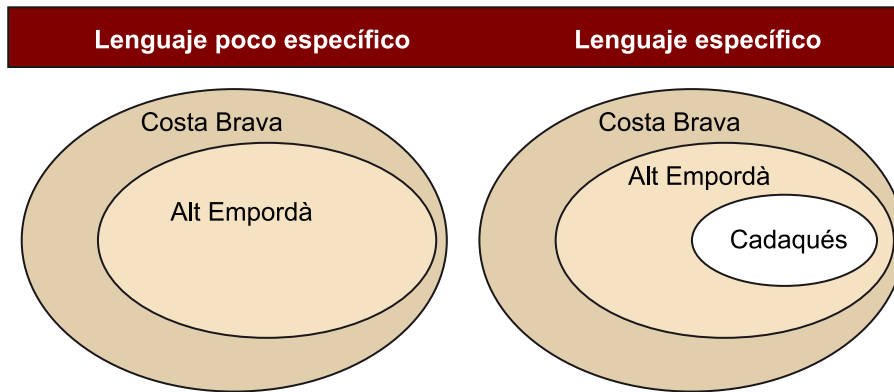 Lenguaje poco específico
Lenguaje específico
Costa Brava
Alt Empordà
Costa Brava
Alt Empordà
Cadaqués